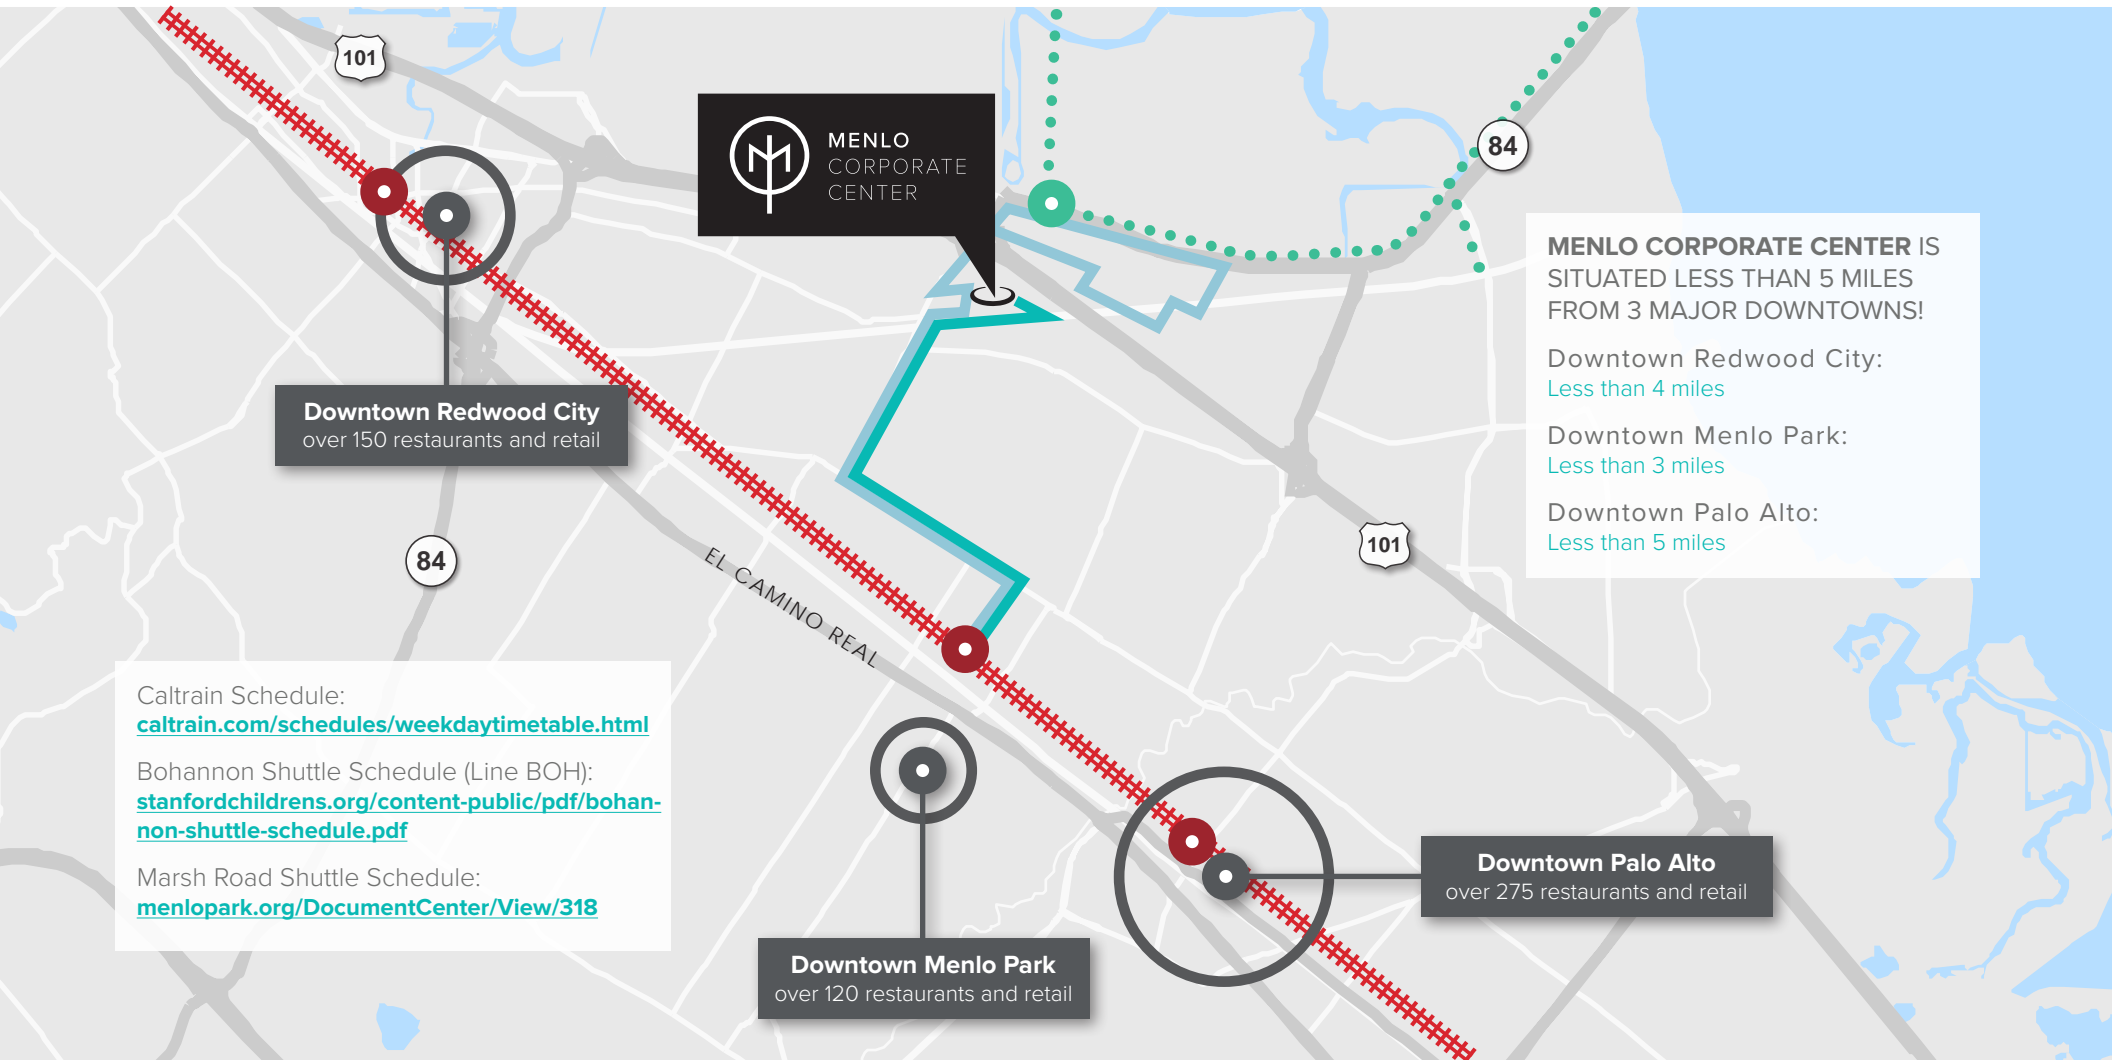 101
MENLO
CORPORATE
CENTER
84
MENLO CORPORATE CENTER IS
SITUATED LESS THAN 5 MILES
FROM 3 MAJOR DOWNTOWNS!
Downtown Redwood City:
Less than 4 miles
Downtown Menlo Park:
Less than 3 miles
Downtown Palo Alto:
Less than 5 miles
Downtown Redwood City
over 150 restaurants and retail
84
EL CAMINO REAL
101
Caltrain Schedule:
caltrain.com/schedules/weekdaytimetable.html
Bohannon Shuttle Schedule (Line BOH):
stanfordchildrens.org/content-public/pdf/bohan-
non-shuttle-schedule.pdf
Marsh Road Shuttle Schedule:
menlopark.org/DocumentCenter/View/318
Downtown Palo Alto
over 275 restaurants and retail
Downtown Menlo Park
over 120 restaurants and retail